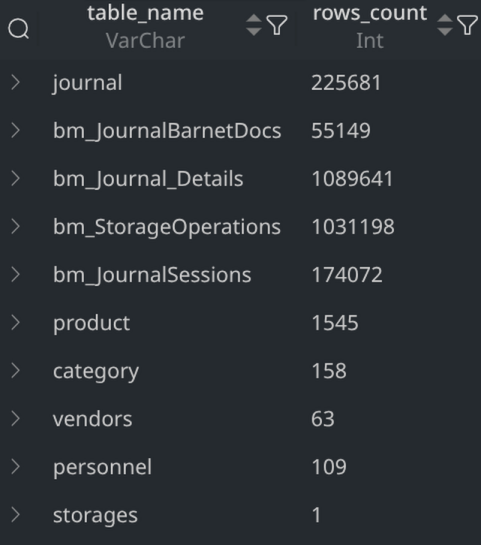 table_name rows_count
VarChar Int
journal 225681
bm_JournalBarnetDocs 55149
bm_Journal_Details 1089641
bm_StorageOperations 1031198
bm_JournalSessions 174072
product 1545
category 158
vendors 63
personnel 109
storages 1